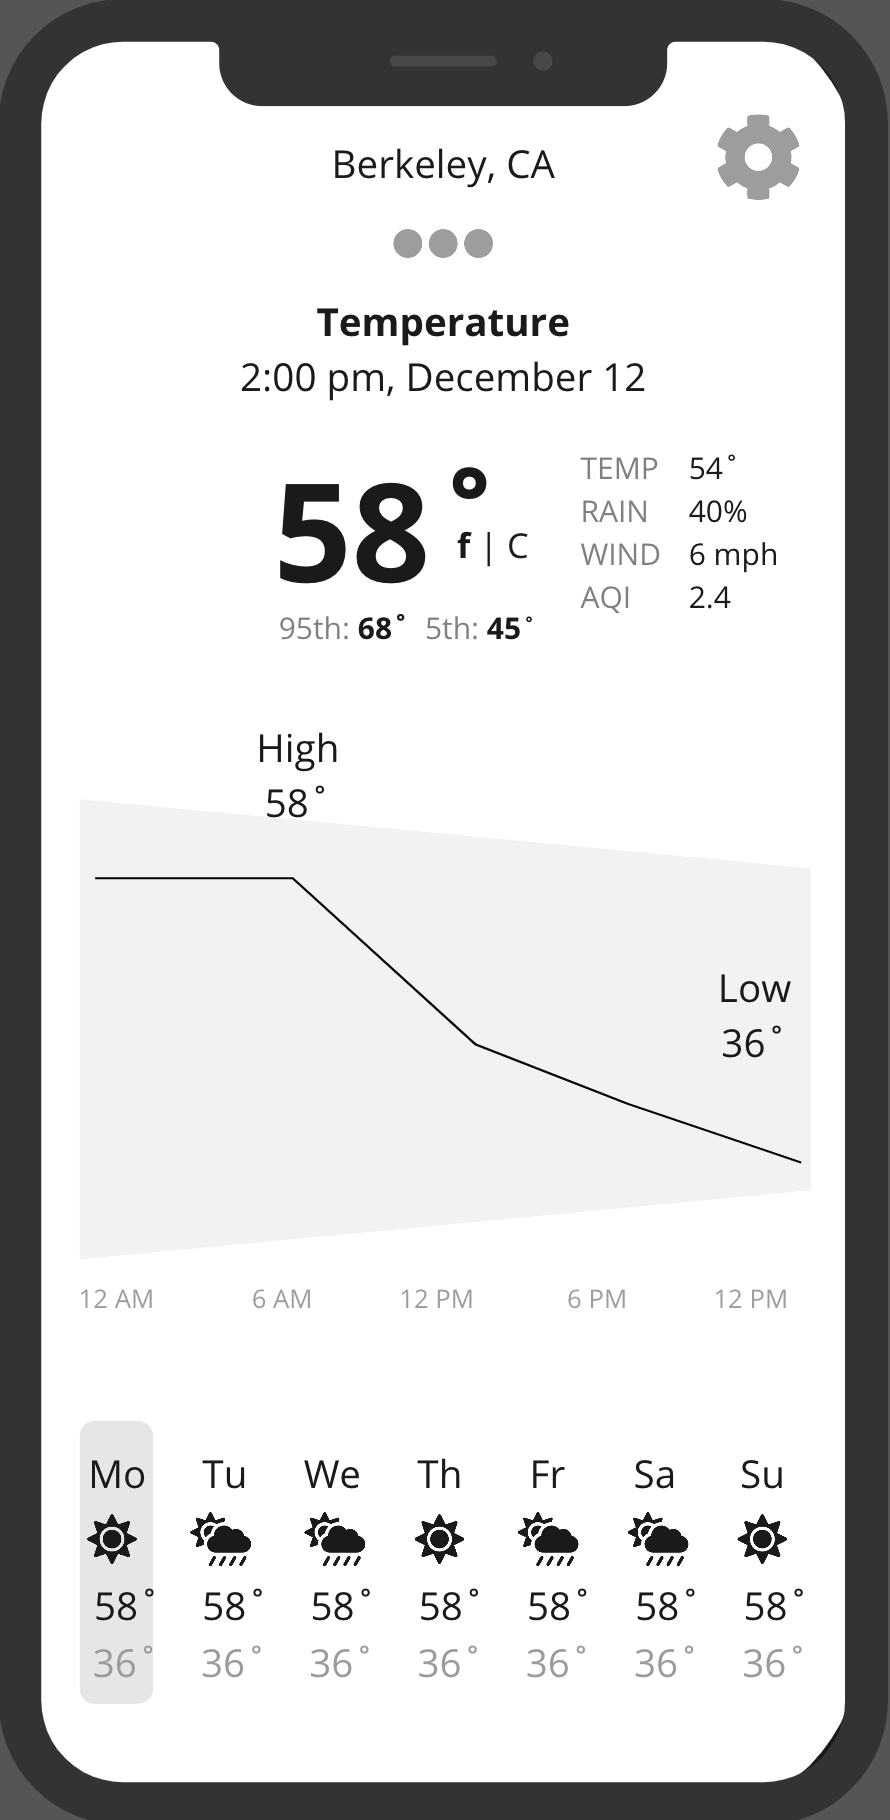 Berkeley, CA
Temperature
2:00 pm, December 12
58°
f | C
95th: 68° 5th: 45°
TEMP 54°
RAIN 40%
WIND 6 mph
AQI 2.4
High
58°
Low
36°
12 AM 6 AM 12 PM 6 PM 12 PM
Mo Tu We Th Fr Sa Su
58° 58° 58° 58° 58° 58° 58°
36° 36° 36° 36° 36° 36° 36°